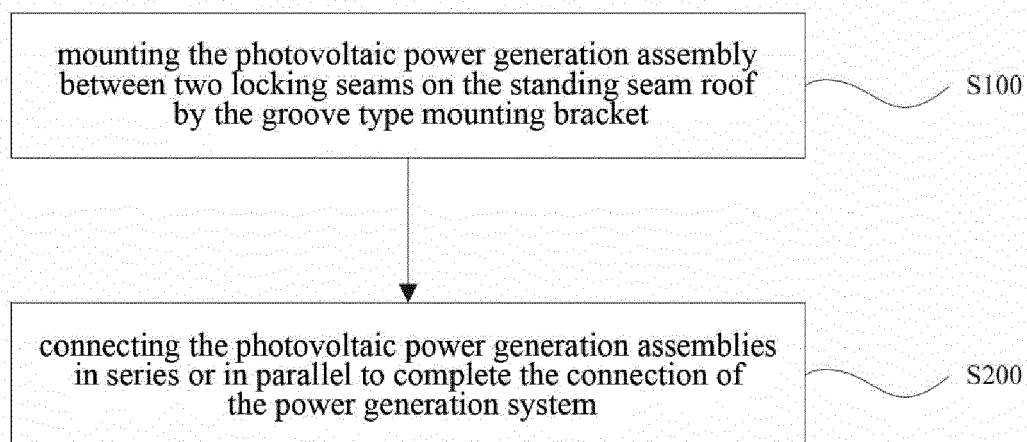 mounting the photovoltaic power generation assembly
between two locking seams on the standing seam roof
by the groove type mounting bracket
S100
connecting the photovoltaic power generation assemblies
in series or in parallel to complete the connection of
the power generation system
S200